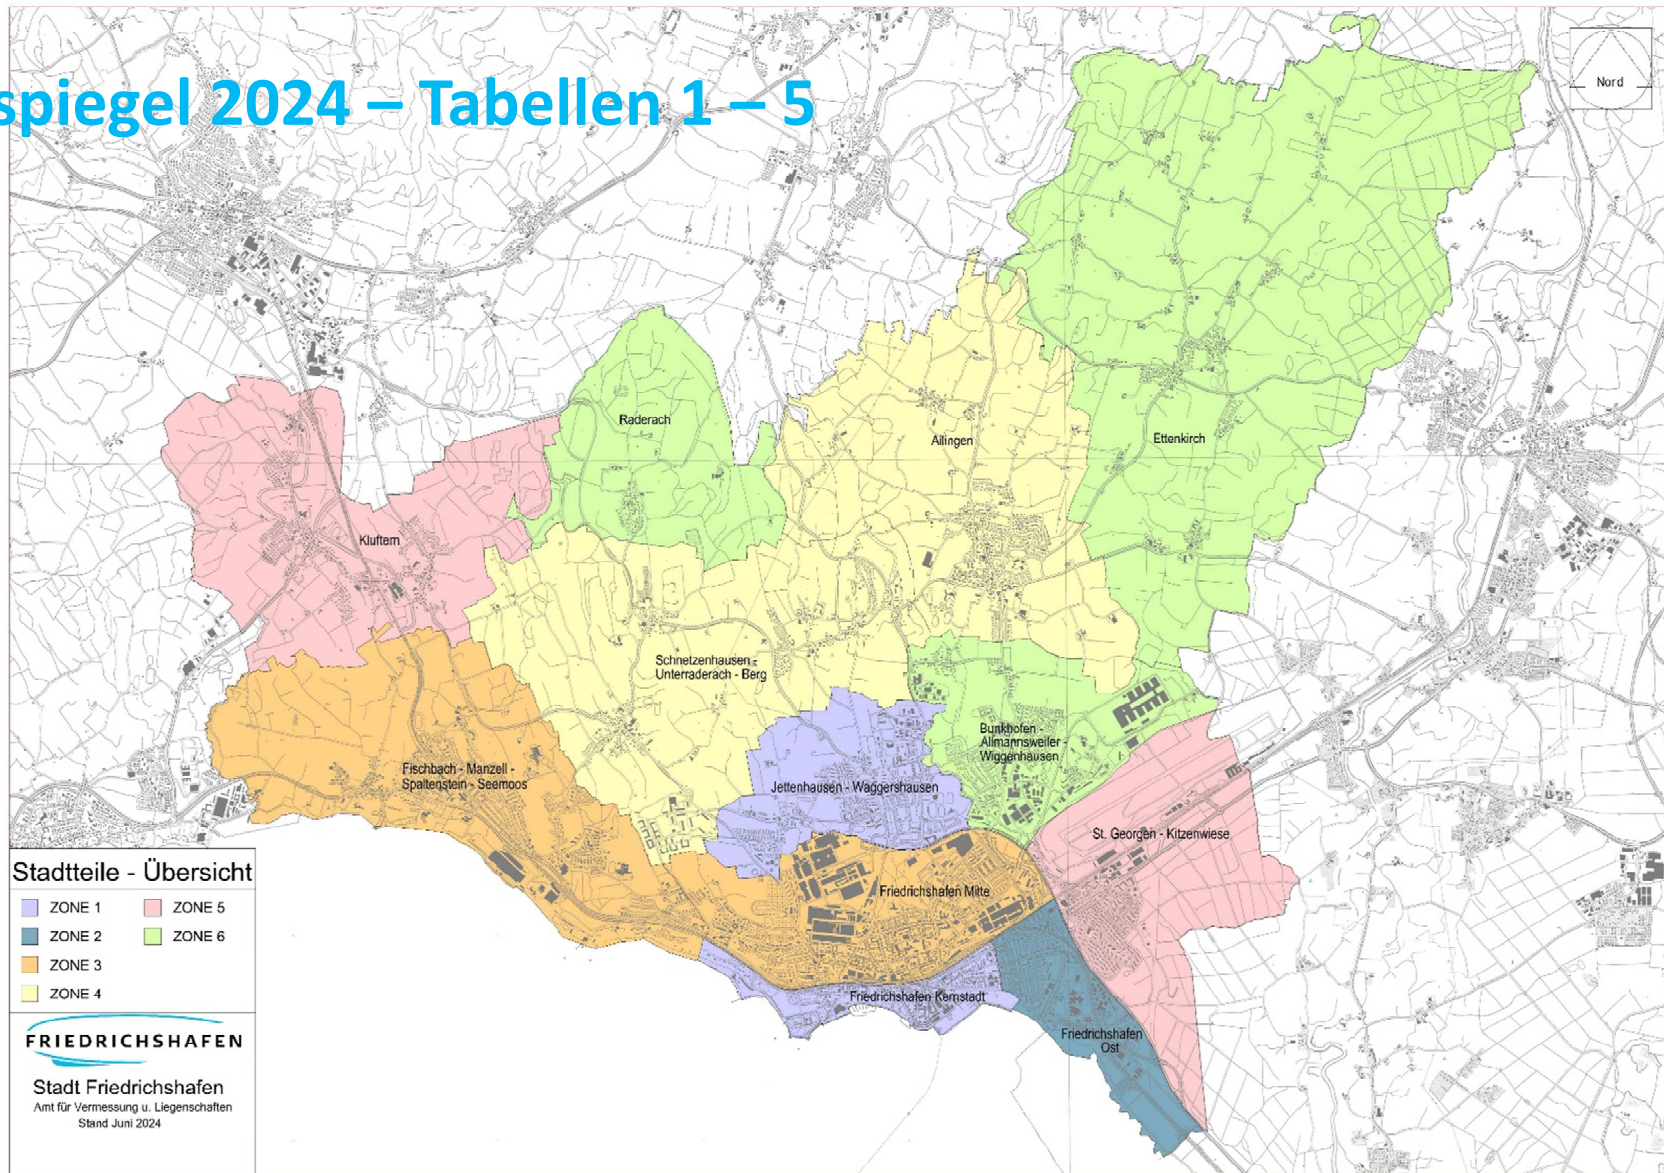 spiegel 2024 – Tabellen 1 – 5
Nord
Raderach
Ailingen
Ettenkirch
Kluftern
Schnetzenhausen -
Unterraderach - Berg
Bunkhofen -
Allmannsweiler -
Wiggenhausen
Fischbach - Manzell -
Spaltenstein - Seemoos
Jettenhausen - Waggershausen
St. Georgen - Kitzenwiese
Friedrichshafen Mitte
Friedrichshafen Kernstadt
Friedrichshafen
Ost
Stadtteile - Übersicht
ZONE 1
ZONE 5
ZONE 2
ZONE 6
ZONE 3
ZONE 4
FRIEDRICHSHAFEN
Stadt Friedrichshafen
Amt für Vermessung u. Liegenschaften
Stand Juni 2024